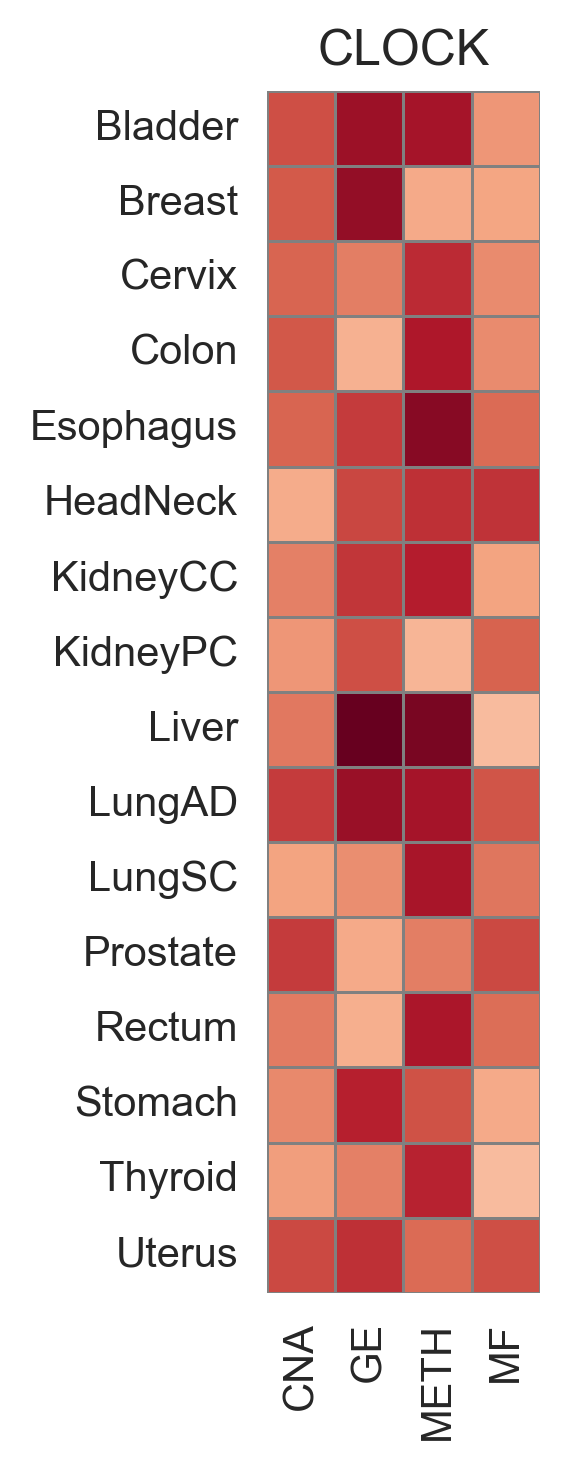 CLOCK
Bladder
Breast
Cervix
Colon
Esophagus
HeadNeck
KidneyCC
KidneyPC
Liver
LungAD
LungSC
Prostate
Rectum
Stomach
Thyroid
Uterus
CNA
GE
METH
MF